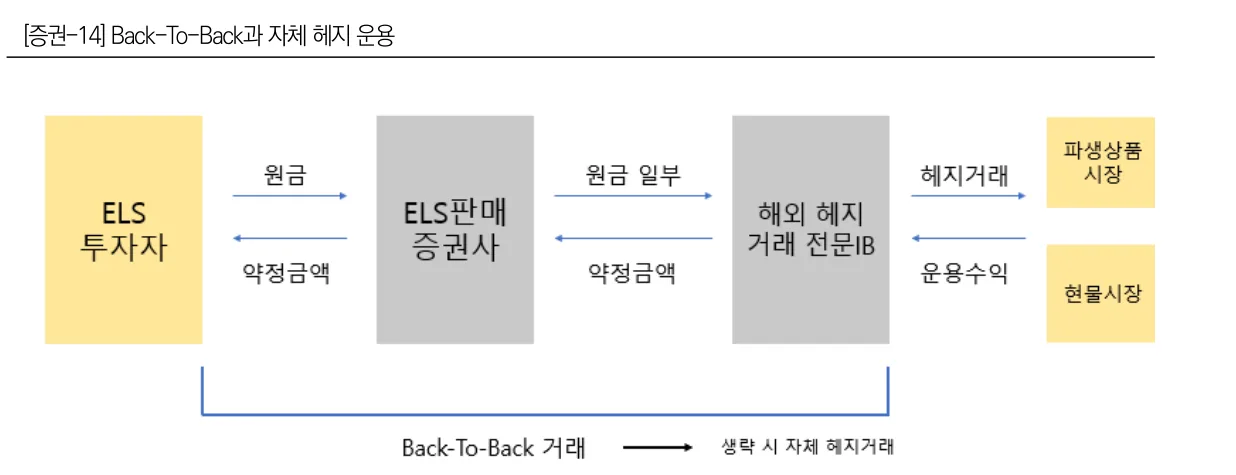 [증권-14] Back-To-Back과 자체 헤지 운용
ELS
투자자
원금
약정금액
ELS판매
증권사
원금 일부
약정금액
해외 헤지
거래 전문IB
헤지거래
운용수익
파생상품
시장
현물시장
Back-To-Back 거래
생략 시 자체 헤지거래